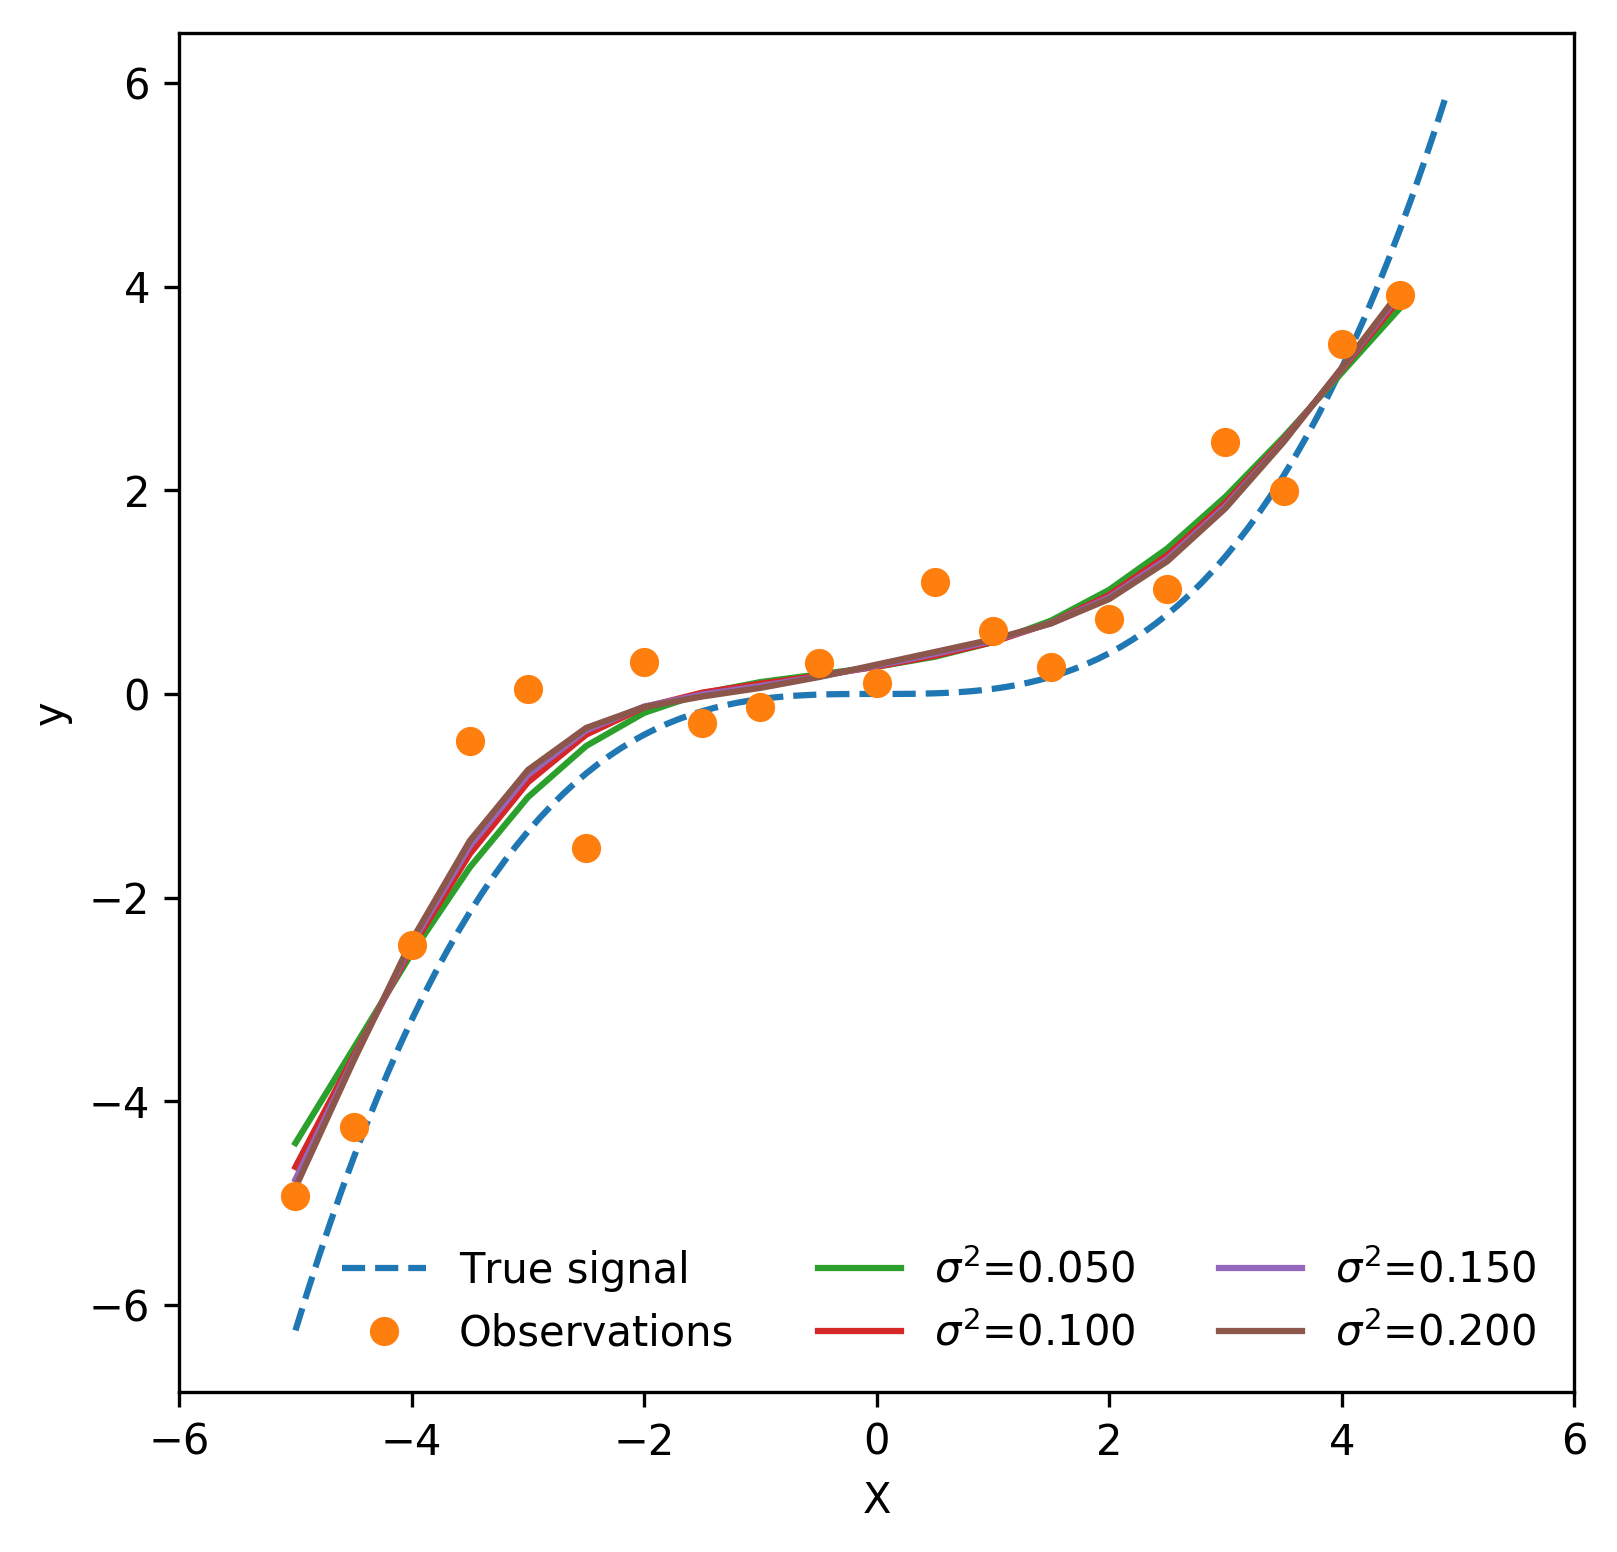 6
4
2
0
−2
−4
−6
y
True signal
Observations
σ²=0.050
σ²=0.100
σ²=0.150
σ²=0.200
−6 −4 −2 0 2 4 6
X